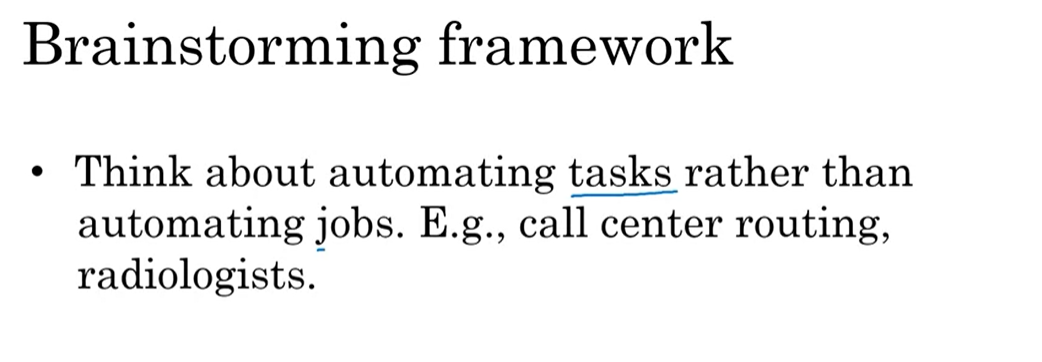 Brainstorming framework
• Think about automating tasks rather than
automating jobs. E.g., call center routing,
radiologists.